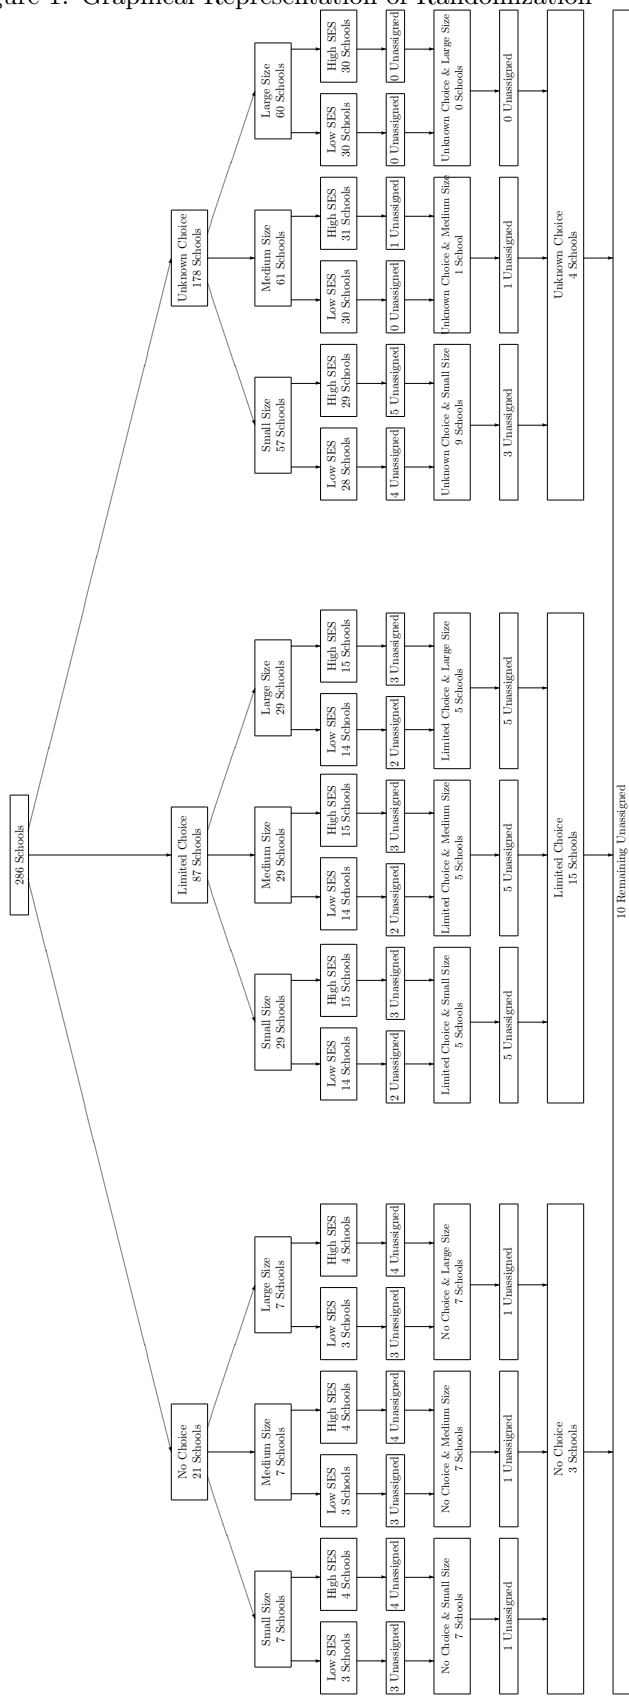 gure 1: Graphical Representation of Randomization
286 Schools
No Choice
21 Schools
Limited Choice
87 Schools
Unknown Choice
178 Schools
Small Size
7 Schools
Medium Size
7 Schools
Large Size
7 Schools
Small Size
29 Schools
Medium Size
29 Schools
Large Size
29 Schools
Small Size
57 Schools
Medium Size
61 Schools
Large Size
60 Schools
Low SES
3 Schools
High SES
4 Schools
Low SES
3 Schools
High SES
4 Schools
Low SES
3 Schools
High SES
4 Schools
Low SES
14 Schools
High SES
15 Schools
Low SES
14 Schools
High SES
15 Schools
Low SES
14 Schools
High SES
15 Schools
Low SES
28 Schools
High SES
29 Schools
Low SES
30 Schools
High SES
31 Schools
Low SES
30 Schools
High SES
30 Schools
3 Unassigned
4 Unassigned
3 Unassigned
4 Unassigned
3 Unassigned
4 Unassigned
2 Unassigned
3 Unassigned
2 Unassigned
3 Unassigned
2 Unassigned
3 Unassigned
4 Unassigned
5 Unassigned
0 Unassigned
1 Unassigned
0 Unassigned
0 Unassigned
No Choice & Small Size
7 Schools
No Choice & Medium Size
7 Schools
No Choice & Large Size
7 Schools
Limited Choice & Small Size
5 Schools
Limited Choice & Medium Size
5 Schools
Limited Choice & Large Size
5 Schools
Unknown Choice & Small Size
9 Schools
Unknown Choice & Medium Size
1 School
Unknown Choice & Large Size
0 Schools
1 Unassigned
1 Unassigned
1 Unassigned
5 Unassigned
5 Unassigned
5 Unassigned
3 Unassigned
1 Unassigned
0 Unassigned
No Choice
3 Schools
Limited Choice
15 Schools
Unknown Choice
4 Schools
10 Remaining Unassigned